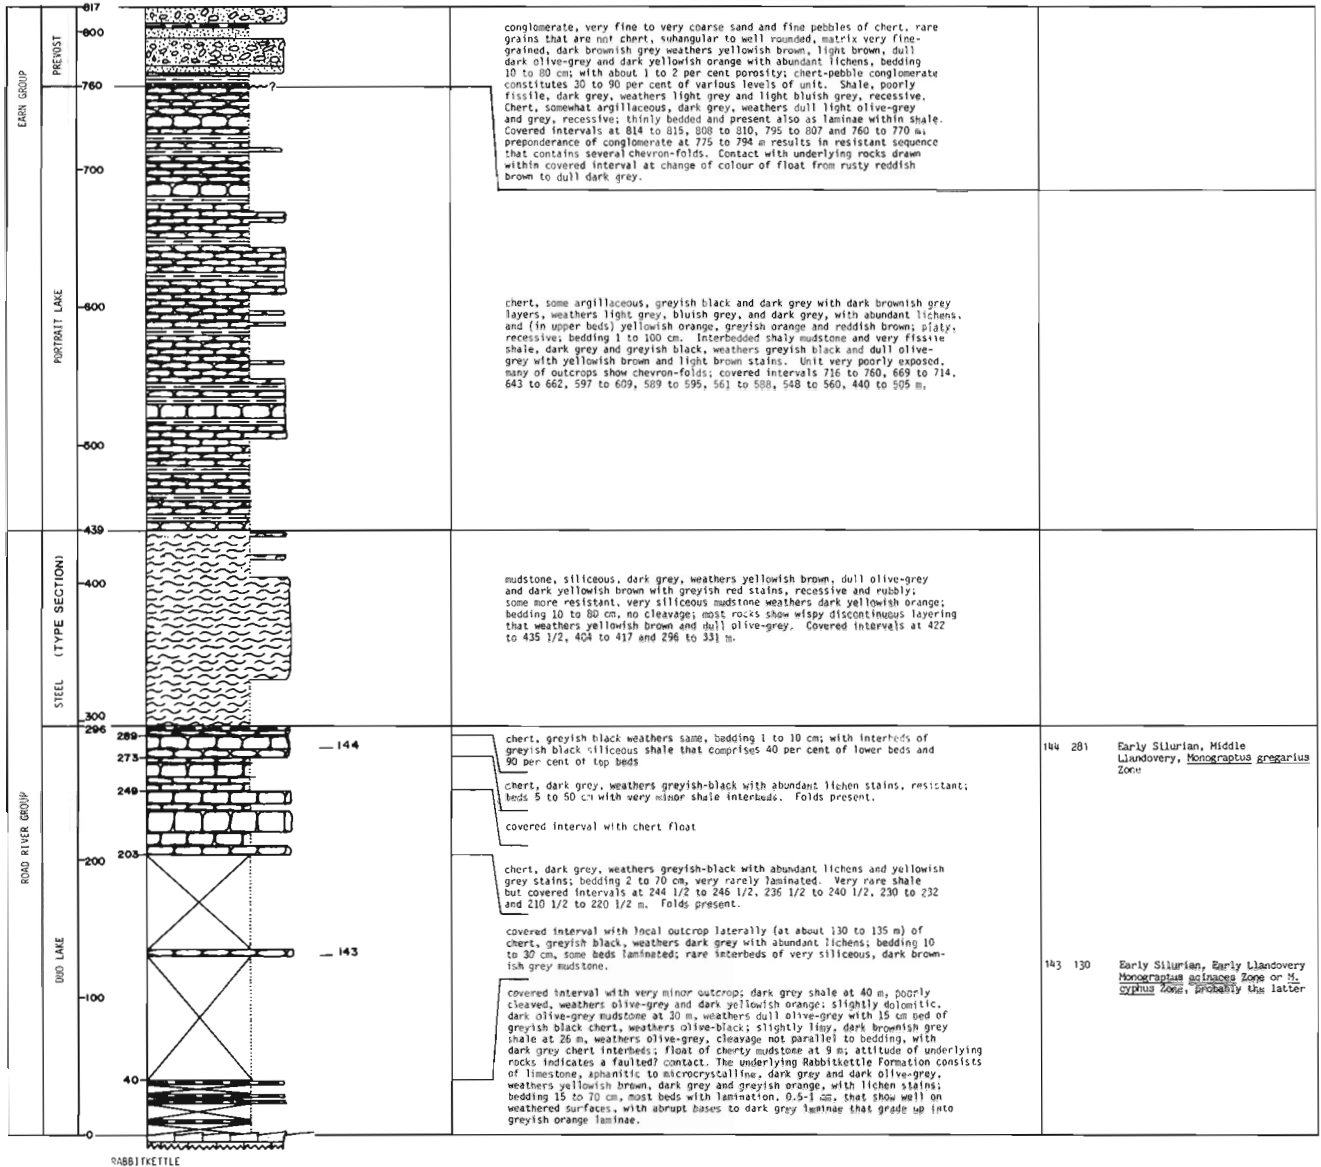 817
800
760
700
600
500
439
400
300
296
289
273
249
203
200
100
40
0
EARN GROUP
PREVOST
PORTRAIT LAKE
ROAD RIVER GROUP
STEEL (TYPE SECTION)
DUO LAKE
RABBITKETTLE
?
144
143
conglomerate, very fine to very coarse sand and fine pebbles of chert, rare
grains that are not chert, subangular to well rounded, matrix very fine-
grained, dark brownish grey weathers yellowish brown, light brown, dull
dark olive-grey and dark yellowish orange with abundant lichens, bedding
10 to 80 cm; with about 1 to 2 per cent porosity; chert-pebble conglomerate
constitutes 30 to 90 per cent of various levels of unit. Shale, poorly
fissile, dark grey, weathers light grey and light bluish grey, recessive.
Chert, somewhat argillaceous, dark grey, weathers dull light olive-grey
and grey, recessive; thinly bedded and present also as laminae within shale.
Covered intervals at 814 to 815, 808 to 810, 795 to 807 and 760 to 770 m;
preponderance of conglomerate at 775 to 794 m results in resistant sequence
that contains several chevron-folds. Contact with underlying rocks drawn
within covered interval at change of colour of float from rusty reddish
brown to dull dark grey.
chert, some argillaceous, greyish black and dark grey with dark brownish grey
layers, weathers light grey, bluish grey, and dark grey, with abundant lichens,
and (in upper beds) yellowish orange, greyish orange and reddish brown; platy,
recessive; bedding 1 to 100 cm. Interbedded shaly mudstone and very fissile
shale, dark grey and greyish black, weathers greyish black and dull olive-
grey with yellowish brown and light brown stains. Unit very poorly exposed,
many of outcrops show chevron-folds; covered intervals 716 to 760, 669 to 714,
643 to 662, 597 to 609, 589 to 595, 561 to 588, 548 to 560, 440 to 505 m,
mudstone, siliceous, dark grey, weathers yellowish brown, dull olive-grey
and dark yellowish brown with greyish red stains, recessive and rubbly;
some more resistant, very siliceous mudstone weathers dark yellowish orange;
bedding 10 to 80 cm, no cleavage; most rocks show wispy discontinuous layering
that weathers yellowish brown and dull olive-grey. Covered intervals at 422
to 435 1/2, 404 to 417 and 296 to 331 m.
chert, greyish black weathers same, bedding 1 to 10 cm; with interbeds of
greyish black siliceous shale that comprises 40 per cent of lower beds and
90 per cent of top beds
chert, dark grey, weathers greyish-black with abundant lichen stains, resistant;
beds 5 to 50 cm with very minor shale interbeds. Folds present.
covered interval with chert float
chert, dark grey, weathers greyish-black with abundant lichens and yellowish
grey stains; bedding 2 to 70 cm, very rarely laminated. Very rare shale
but covered intervals at 244 1/2 to 246 1/2, 236 1/2 to 240 1/2, 230 to 232
and 210 1/2 to 220 1/2 m. Folds present.
covered interval with local outcrop laterally (at about 130 to 135 m) of
chert, greyish black, weathers dark grey with abundant lichens; bedding 10
to 30 cm, some beds laminated; rare interbeds of very siliceous, dark brown-
ish grey mudstone.
covered interval with very minor outcrop; dark grey shale at 40 m, poorly
cleaved, weathers olive-grey and dark yellowish orange; slightly dolomitic,
dark olive-grey mudstone at 30 m, weathers dull olive-grey with 15 cm bed of
greyish black chert, weathers olive-black; slightly limy, dark brownish grey
shale at 26 m, weathers olive-grey, cleavage not parallel to bedding, with
dark grey chert interbeds; float of cherty mudstone at 9 m; attitude of underlying
rocks indicates a faulted? contact. The underlying Rabbitkettle Formation consists
of limestone, aphanitic to microcrystalline, dark grey and dark olive-grey,
weathers yellowish brown, dark grey and greyish orange, with lichen stains;
bedding 15 to 70 cm, most beds with lamination, 0.5-1 cm, that show well on
weathered surfaces, with abrupt bases to dark grey laminae that grade up into
greyish orange laminae.
144 281 Early Silurian, Middle
Llandovery, Monograptus gregarius
Zone
143 130 Early Silurian, Early Llandovery
Monograptus acinaces Zone or M.
cyphus Zone, probably the latter